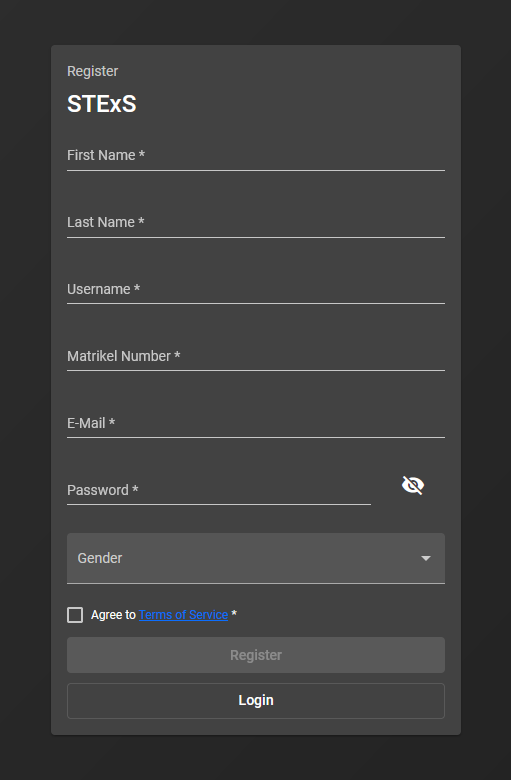 Register
STExS
First Name *
Last Name *
Username *
Matrikel Number *
E-Mail *
Password *
Gender
Agree to Terms of Service *
Register
Login